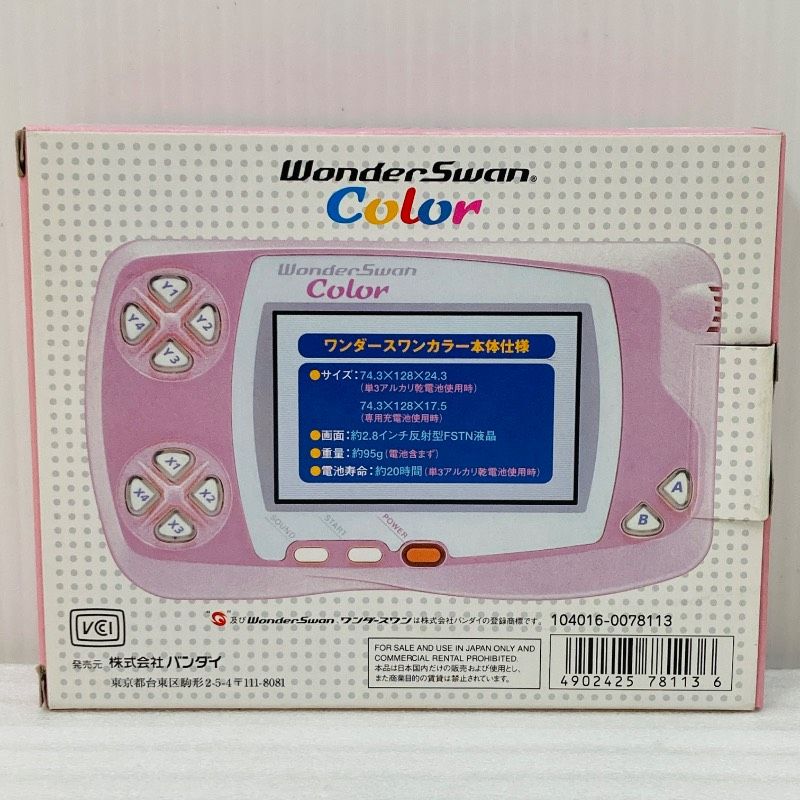 WonderSwan®
Color
WonderSwan
Color
Y1
Y4 Y2
Y3
ワンダースワンカラー本体仕様
●サイズ:74.3×128×24.3
(単3アルカリ乾電池使用時)
74.3×128×17.5
(専用充電池使用時)
●画面:約2.8インチ反射型FSTN液晶
●重量:約95g(電池含まず)
●電池寿命:約20時間(単3アルカリ乾電池使用時)
X1
X4 X2
X3
A
B
SOUND START POWER
及びWonderSwan、ワンダースワンは株式会社バンダイの登録商標です。 104016-0078113
VCI
発売元 株式会社 バンダイ
東京都台東区駒形2-5-4〒111-8081
FOR SALE AND USE IN JAPAN ONLY AND
COMMERCIAL RENTAL PROHIBITED.
本品は日本国内だけの販売および使用とし、
また商業目的の賃貸は禁止されています。
4902425 78113 6